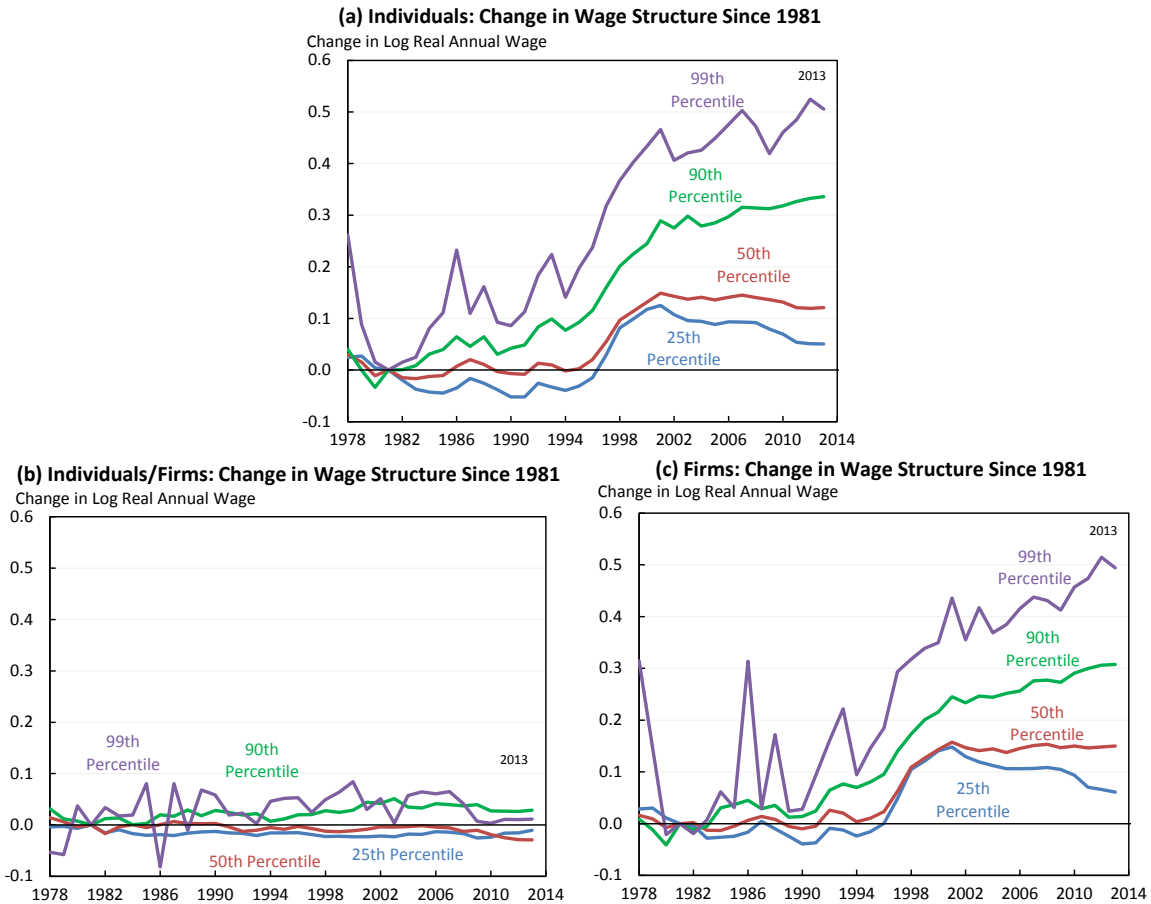 (a) Individuals: Change in Wage Structure Since 1981
Change in Log Real Annual Wage
0.6
0.5
0.4
0.3
0.2
0.1
0.0
-0.1
99th
Percentile
2013
90th
Percentile
50th
Percentile
25th
Percentile
1978 1982 1986 1990 1994 1998 2002 2006 2010 2014
(b) Individuals/Firms: Change in Wage Structure Since 1981
Change in Log Real Annual Wage
0.6
0.5
0.4
0.3
0.2
0.1
0.0
-0.1
99th
Percentile
90th
Percentile
2013
50th Percentile
25th Percentile
1978 1982 1986 1990 1994 1998 2002 2006 2010 2014
(c) Firms: Change in Wage Structure Since 1981
Change in Log Real Annual Wage
0.6
0.5
0.4
0.3
0.2
0.1
0.0
-0.1
2013
99th
Percentile
90th
Percentile
50th
Percentile
25th
Percentile
1978 1982 1986 1990 1994 1998 2002 2006 2010 2014